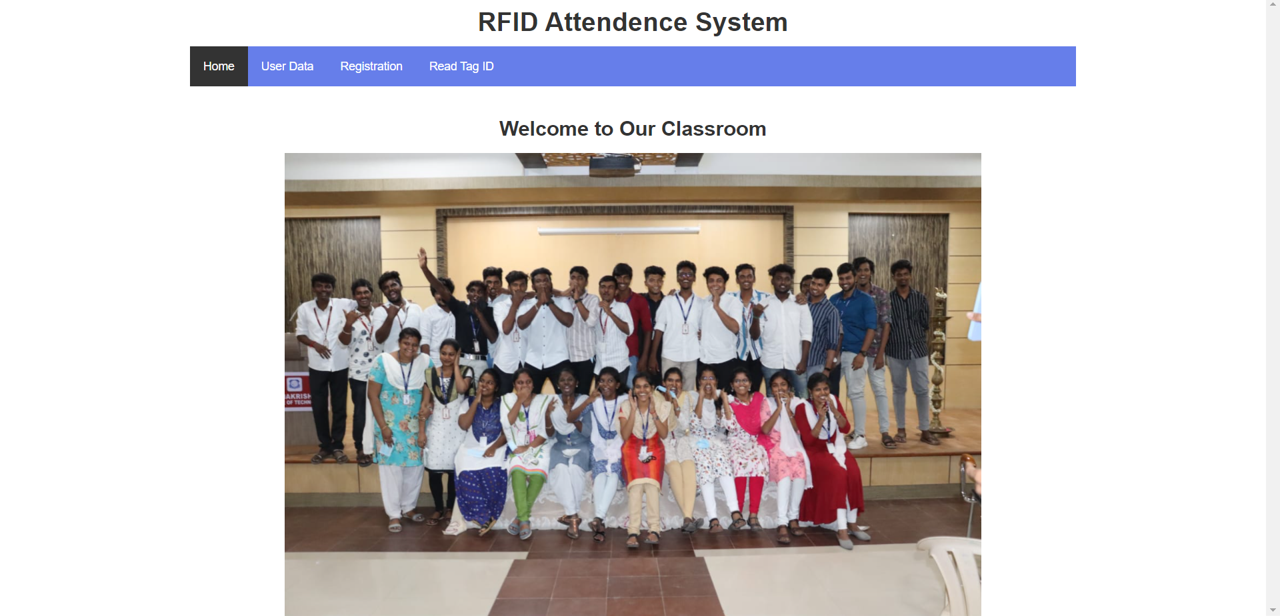 RFID Attendence System
Home
User Data
Registration
Read Tag ID
Welcome to Our Classroom
AKRISH
OF TECHN